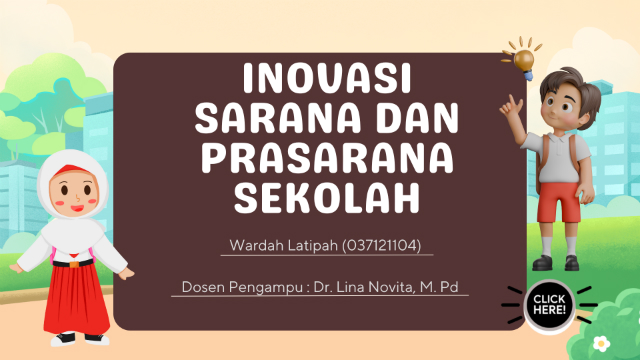 INOVASI
SARANA DAN
PRASARANA
SEKOLAH
Wardah Latipah (037121104)
Dosen Pengampu : Dr. Lina Novita, M. Pd
CLICK
HERE!